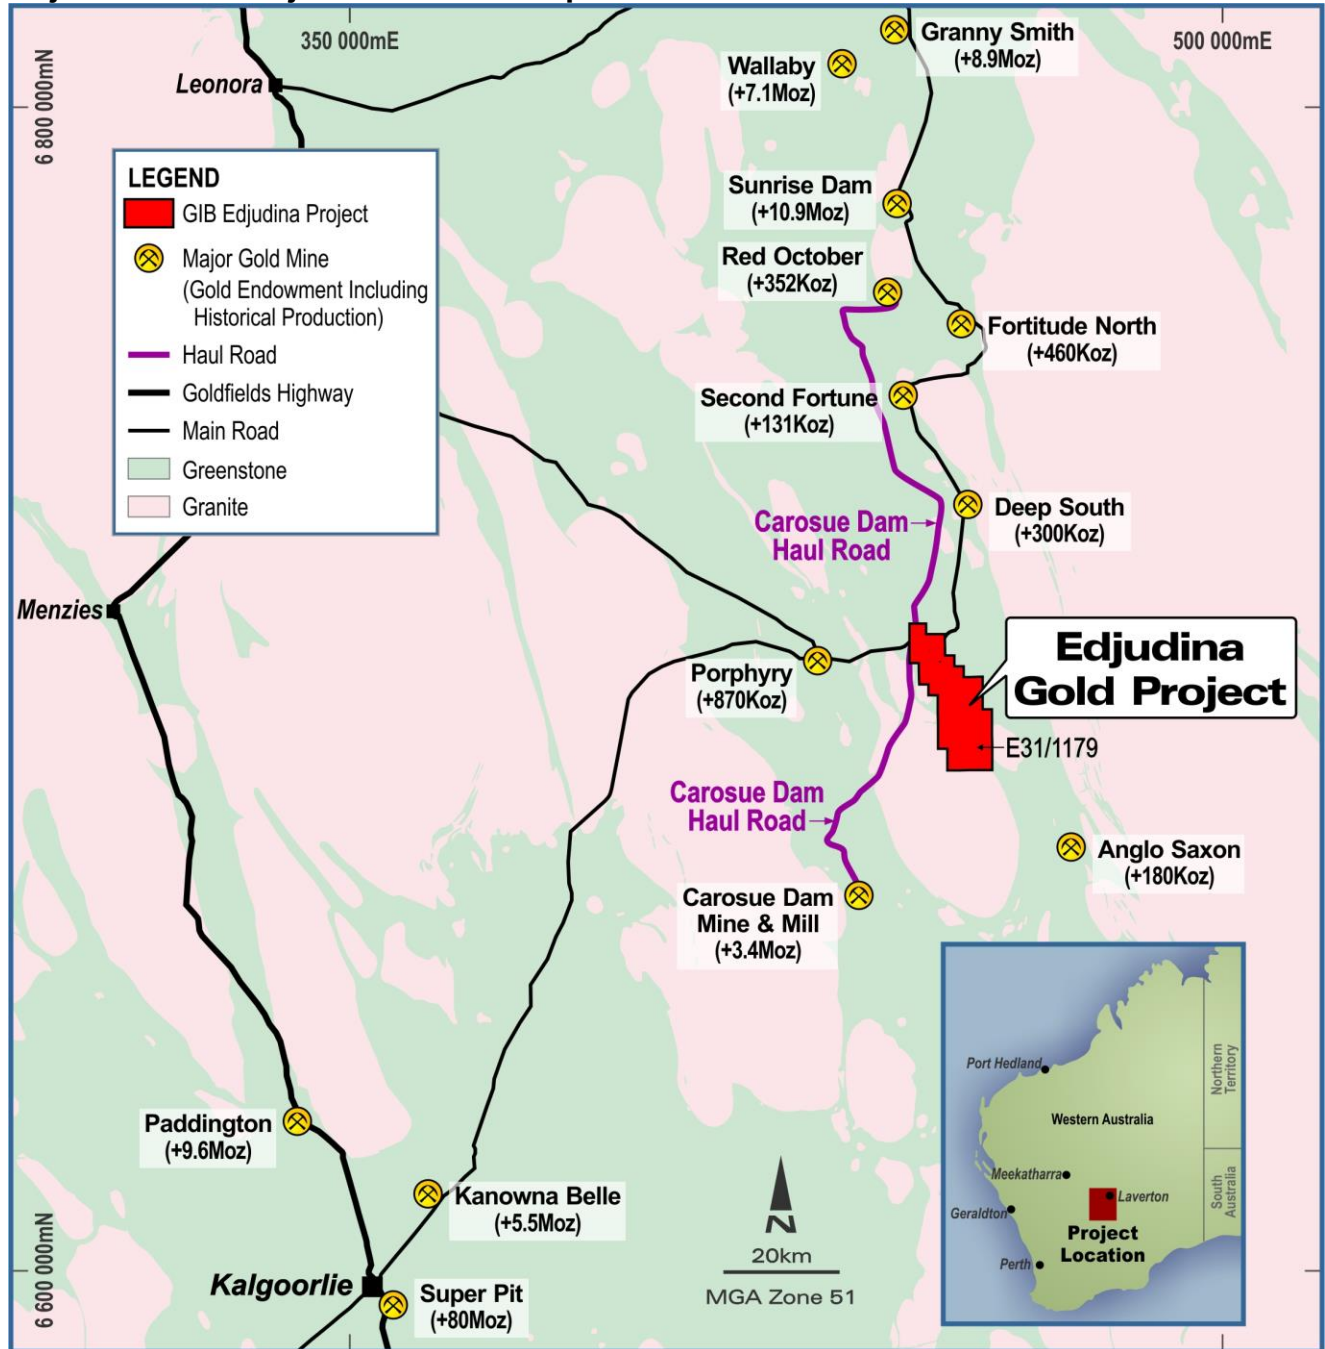 350 000mE
500 000mE
6 800 000mN
6 600 000mN
Leonora
Granny Smith
(+8.9Moz)
Wallaby
(+7.1Moz)
LEGEND
GIB Edjudina Project
Major Gold Mine
(Gold Endowment Including
Historical Production)
Haul Road
Goldfields Highway
Main Road
Greenstone
Granite
Sunrise Dam
(+10.9Moz)
Red October
(+352Koz)
Fortitude North
(+460Koz)
Second Fortune
(+131Koz)
Deep South
(+300Koz)
Carosue Dam
Haul Road
Menzies
Porphyry
(+870Koz)
Edjudina
Gold Project
E31/1179
Carosue Dam
Haul Road
Anglo Saxon
(+180Koz)
Carosue Dam
Mine & Mill
(+3.4Moz)
Paddington
(+9.6Moz)
Kanowna Belle
(+5.5Moz)
Kalgoorlie
Super Pit
(+80Moz)
N
20km
MGA Zone 51
Port Hedland
Northern
Territory
Western Australia
Meekatharra
Laverton
Geraldton
South
Australia
Project
Location
Perth